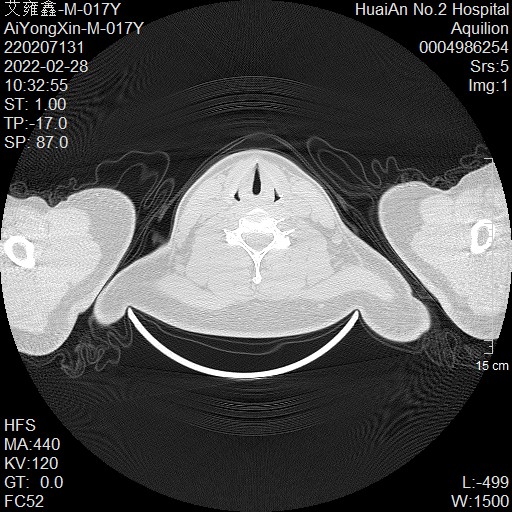 艾雍鑫-M-017Y
AiYongXin-M-017Y
220207131
2022-02-28
10:32:55
ST: 1.00
TP:-17.0
SP: 87.0
HuaiAn No.2 Hospital
Aquilion
0004986254
Srs:5
Img:1
15 cm
HFS
MA:440
KV:120
GT: 0.0
FC52
L:-499
W:1500